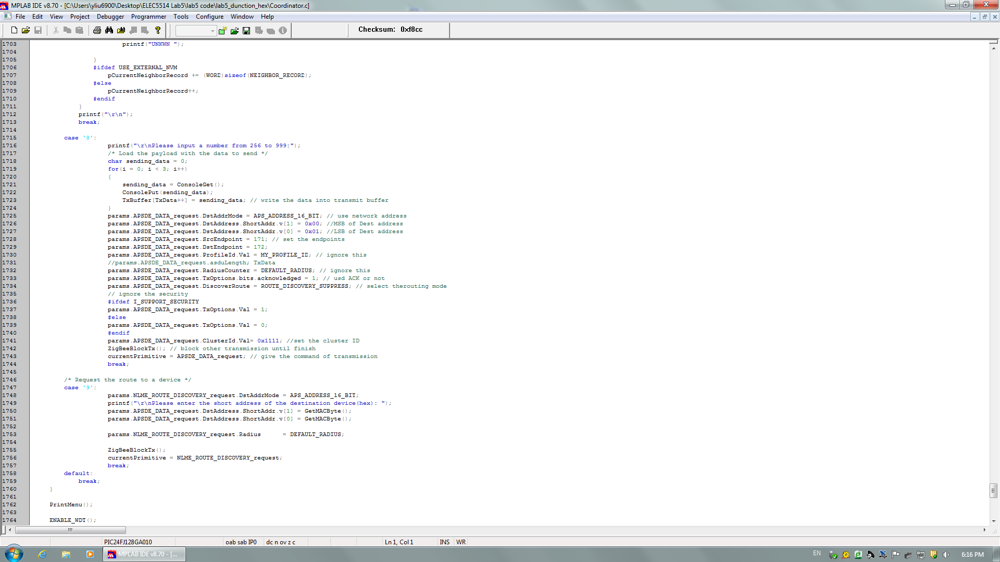 MPLAB IDE v8.70 - [C:\Users\yliu6900\Desktop\ELEC5514 Lab5\lab5 code\lab5_dunction_hex\Coordinator.c]
File Edit View Project Debugger Programmer Tools Configure Window Help
Checksum: 0xf8cc
1703 printf("UNKWN ");
1704
1705 }
1706 #ifdef USE_EXTERNAL_NVM
1707 pCurrentNeighborRecord += (WORD)sizeof(NEIGHBOR_RECORD);
1708 #else
1709 pCurrentNeighborRecord++;
1710 #endif
1711 }
1712 printf("\r\n");
1713 break;
1714
1715 case '8':
1716 printf("\r\nPlease input a number from 256 to 999:");
1717 /* Load the payload with the data to send */
1718 char sending_data = 0;
1719 for(i = 0; i < 3; i++)
1720 {
1721 sending_data = ConsoleGet();
1722 ConsolePut(sending_data);
1723 TxBuffer[TxData++] = sending_data; // write the data into transmit buffer
1724 }
1725 params.APSDE_DATA_request.DstAddrMode = APS_ADDRESS_16_BIT; // use network address
1726 params.APSDE_DATA_request.DstAddress.ShortAddr.v[1] = 0x00; //MSB of Dest address
1727 params.APSDE_DATA_request.DstAddress.ShortAddr.v[0] = 0x01; //LSB of Dest address
1728 params.APSDE_DATA_request.SrcEndpoint = 171; // set the endpoints
1729 params.APSDE_DATA_request.DstEndpoint = 172;
1730 params.APSDE_DATA_request.ProfileId.Val = MY_PROFILE_ID; // ignore this
1731 //params.APSDE_DATA_request.asduLength; TxData
1732 params.APSDE_DATA_request.RadiusCounter = DEFAULT_RADIUS; // ignore this
1733 params.APSDE_DATA_request.TxOptions.bits.acknowledged = 1; // usd ACK or not
1734 params.APSDE_DATA_request.DiscoverRoute = ROUTE_DISCOVERY_SUPPRESS; // select therouting mode
1735 // ignore the security
1736 #ifdef I_SUPPORT_SECURITY
1737 params.APSDE_DATA_request.TxOptions.Val = 1;
1738 #else
1739 params.APSDE_DATA_request.TxOptions.Val = 0;
1740 #endif
1741 params.APSDE_DATA_request.ClusterId.Val= 0x1111; //set the cluster ID
1742 ZigBeeBlockTx(); // block other transmission until finish
1743 currentPrimitive = APSDE_DATA_request; // give the command of transmission
1744 break;
1745
1746 /* Request the route to a device */
1747 case '9':
1748 params.NLME_ROUTE_DISCOVERY_request.DstAddrMode = APS_ADDRESS_16_BIT;
1749 printf("\r\nPlease enter the short address of the destination device(hex): ");
1750 params.APSDE_DATA_request.DstAddress.ShortAddr.v[1] = GetMACByte();
1751 params.APSDE_DATA_request.DstAddress.ShortAddr.v[0] = GetMACByte();
1752
1753 params.NLME_ROUTE_DISCOVERY_request.Radius = DEFAULT_RADIUS;
1754
1755 ZigBeeBlockTx();
1756 currentPrimitive = NLME_ROUTE_DISCOVERY_request;
1757 break;
1758 default:
1759 break;
1760 }
1761
1762 PrintMenu();
1763
1764 ENABLE_WDT();
PIC24FJ128GA010 oab sab IP0 dc n ov z c Ln 1, Col 1 INS WR
MPLAB IDE v8.70 - [... EN 6:16 PM